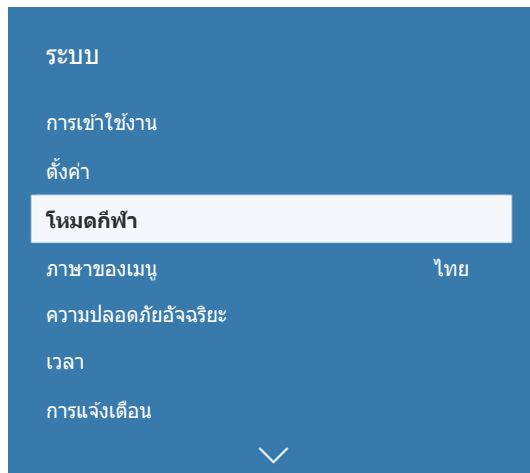 ระบบ
การเข้าใช้งาน
ตั้งค่า
โหมดกีฬา
ภาษาของเมนู ไทย
ความปลอดภัยอัจฉริยะ
เวลา
การแจ้งเตือน